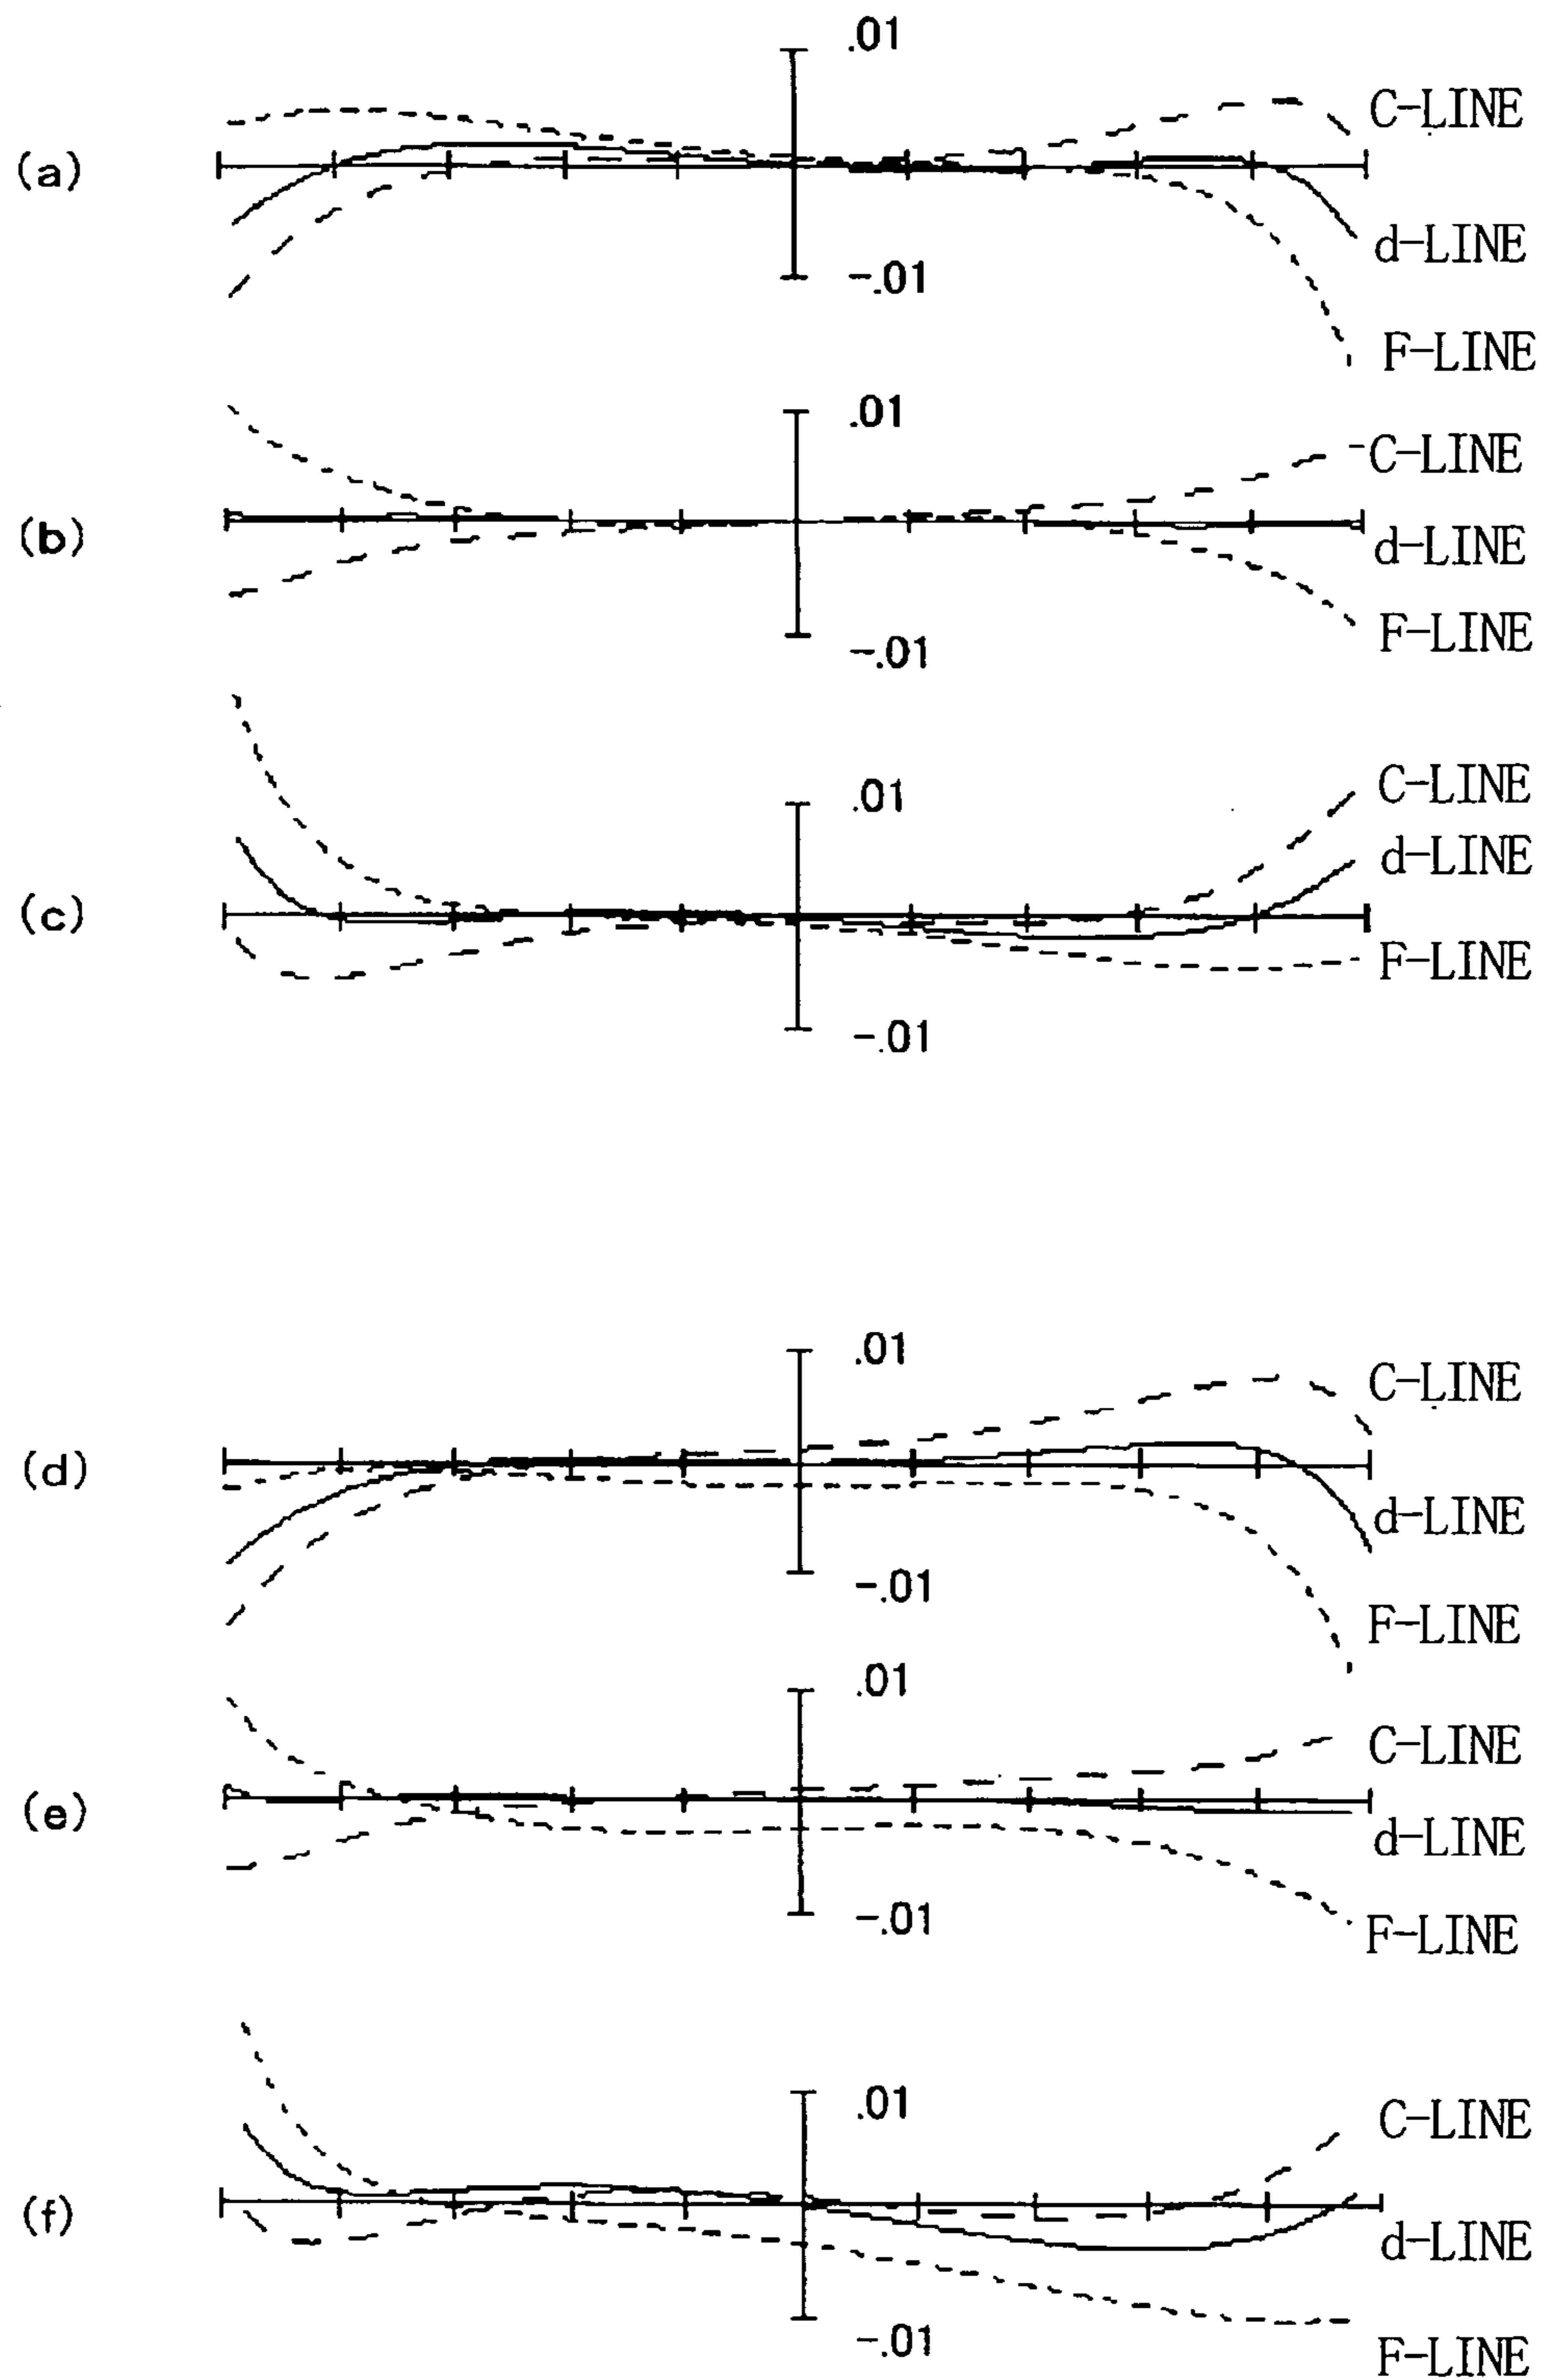 .01
C-LINE
(a)
d-LINE
-.01
F-LINE
.01
C-LINE
(b)
d-LINE
F-LINE
-.01
C-LINE
.01
d-LINE
(c)
F-LINE
-.01
.01
C-LINE
(d)
d-LINE
-.01
F-LINE
.01
C-LINE
(e)
d-LINE
-.01
F-LINE
.01
C-LINE
(f)
d-LINE
-.01
F-LINE